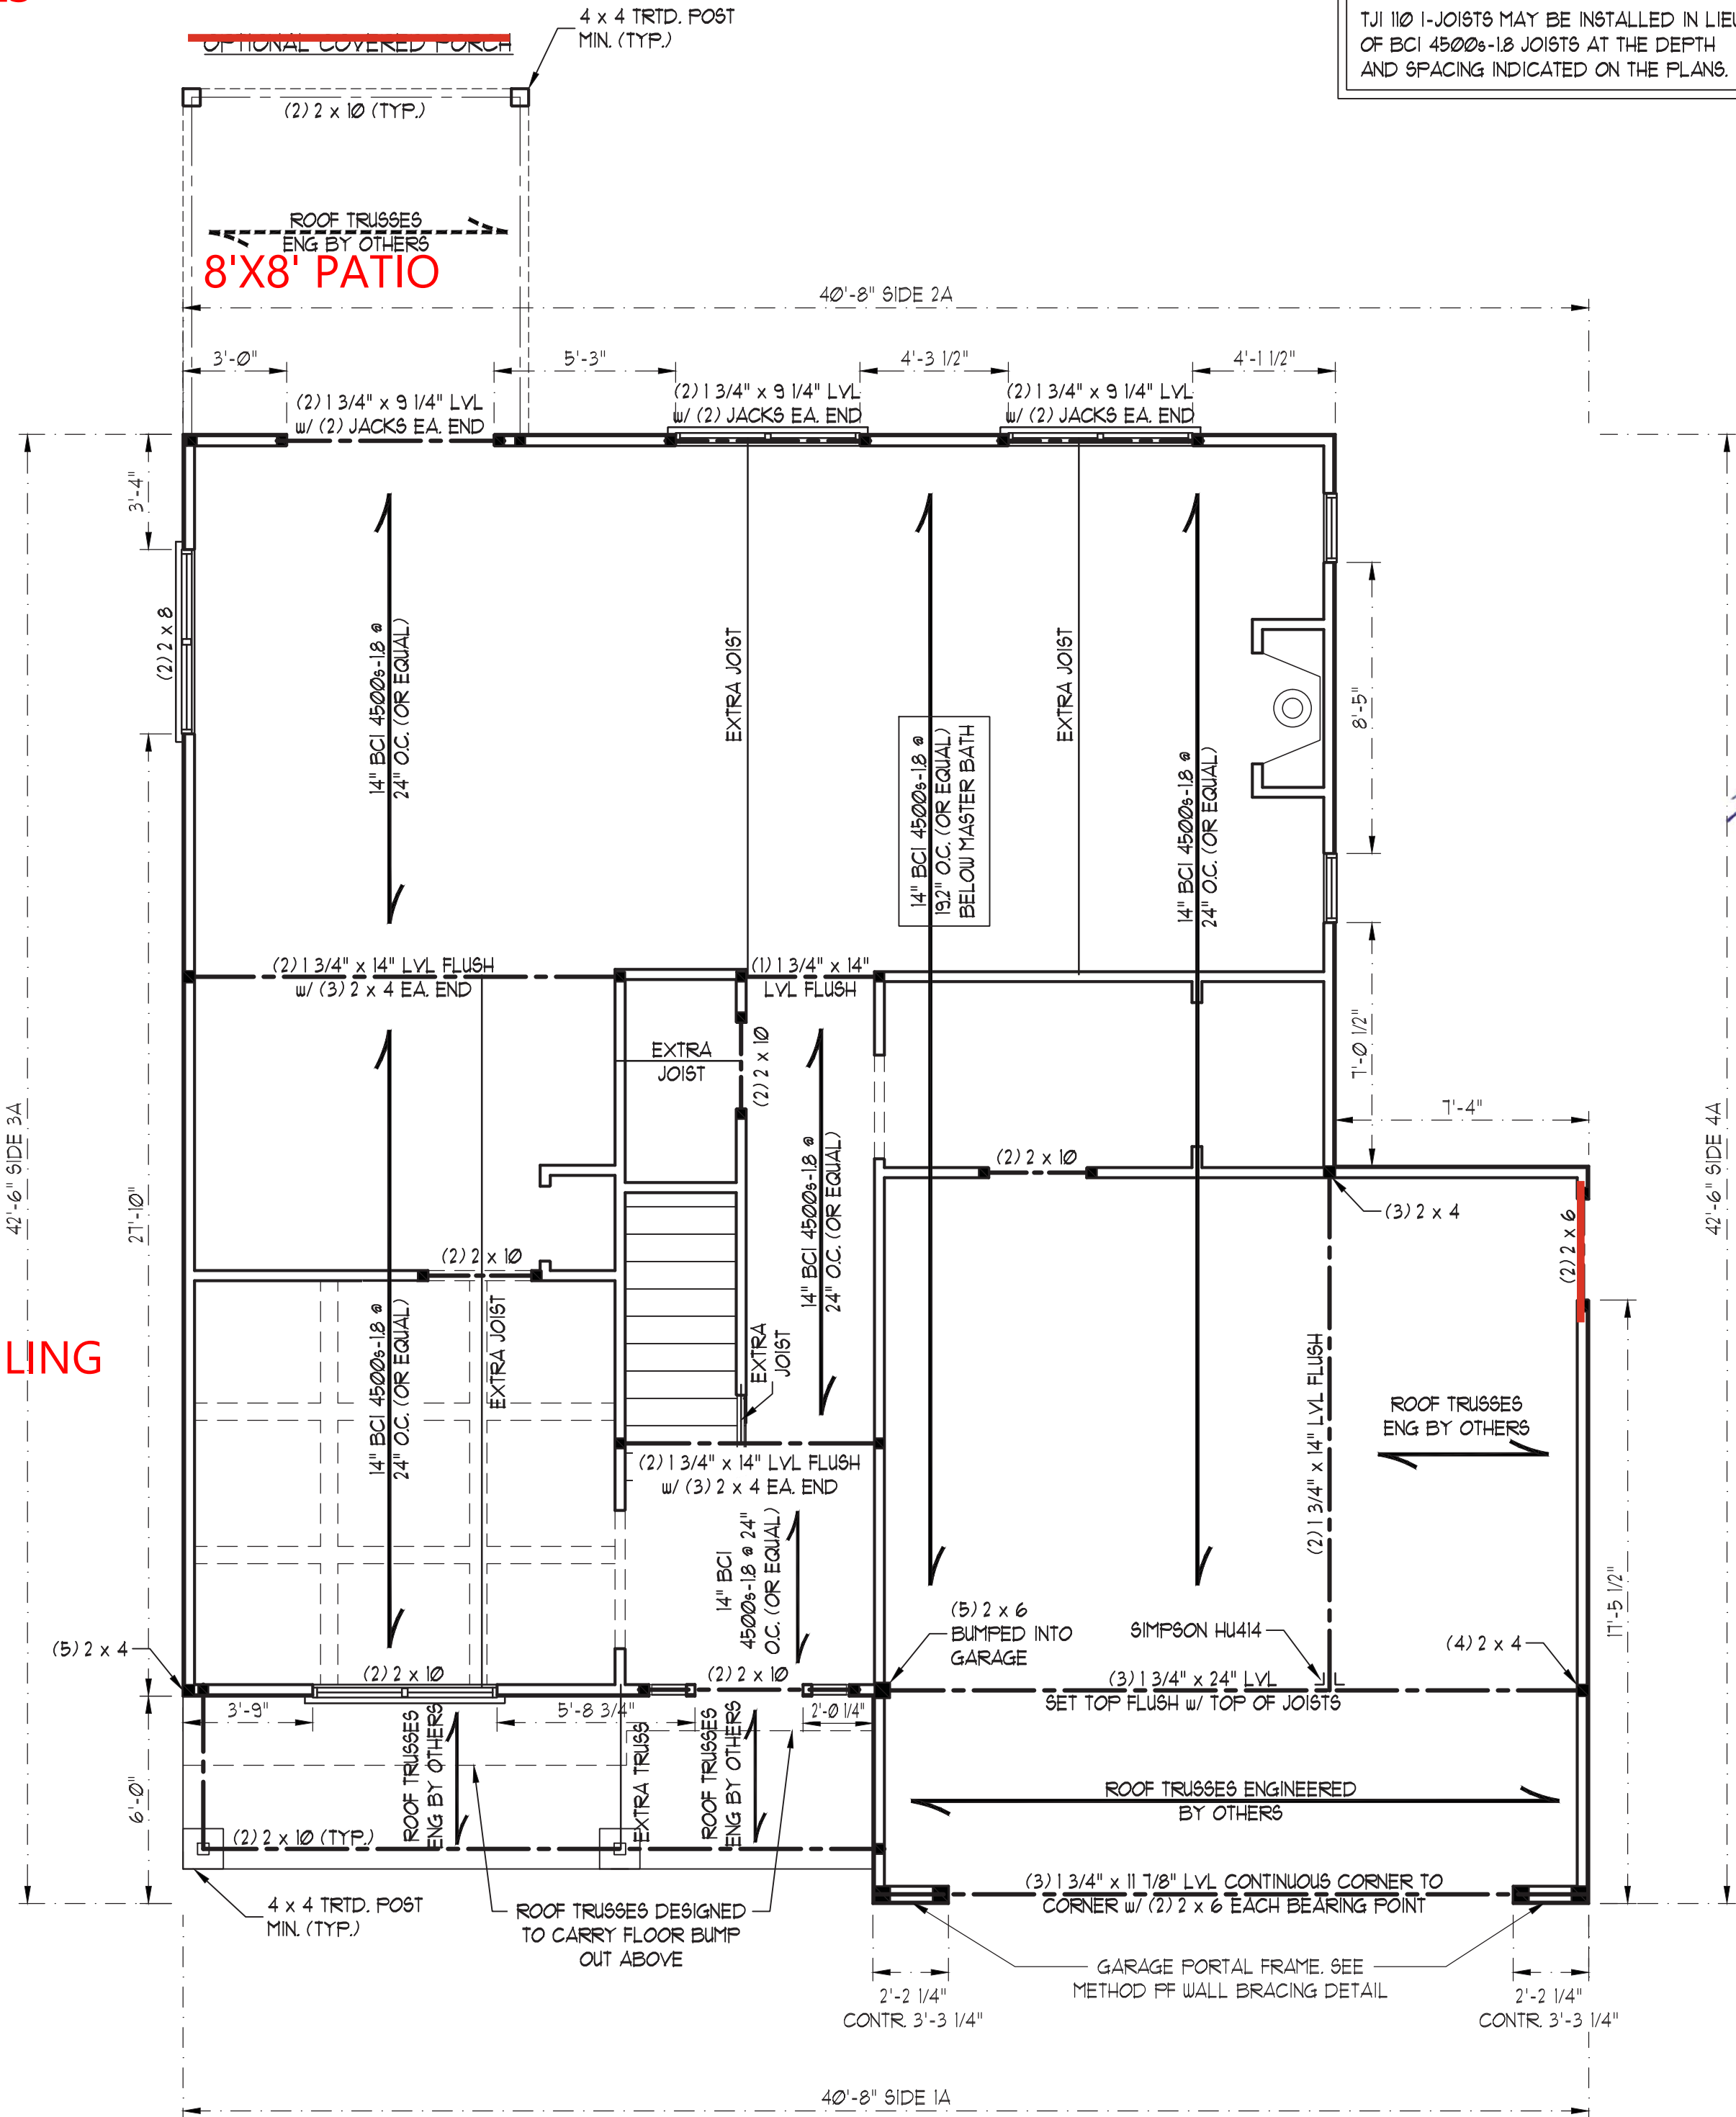 OPTIONAL COVERED PORCH
4 x 4 TRTD. POST
MIN. (TYP.)
TJI 110 I-JOISTS MAY BE INSTALLED IN LIEU
OF BCI 4500s-1.8 JOISTS AT THE DEPTH
AND SPACING INDICATED ON THE PLANS.
(2) 2 x 10 (TYP.)
ROOF TRUSSES
ENG BY OTHERS
8'X8' PATIO
40'-8" SIDE 2A
3'-0"
5'-3"
4'-3 1/2"
4'-1 1/2"
(2) 1 3/4" x 9 1/4" LVL
w/ (2) JACKS EA. END
(2) 1 3/4" x 9 1/4" LVL
w/ (2) JACKS EA. END
(2) 1 3/4" x 9 1/4" LVL
w/ (2) JACKS EA. END
3'-4"
(2) 2 x 8
14" BCI 4500s-1.8 @
24" O.C. (OR EQUAL)
EXTRA JOIST
14" BCI 4500s-1.8 @
19.2" O.C. (OR EQUAL)
BELOW MASTER BATH
EXTRA JOIST
14" BCI 4500s-1.8 @
24" O.C. (OR EQUAL)
8'-5"
(2) 1 3/4" x 14" LVL FLUSH
w/ (3) 2 x 4 EA. END
(1) 1 3/4" x 14"
LVL FLUSH
EXTRA
JOIST
(2) 2 x 10
7'-0 1/2"
7'-4"
42'-6" SIDE 3A
27'-10"
14" BCI 4500s-1.8 @
24" O.C. (OR EQUAL)
(2) 2 x 10
(3) 2 x 4
(2) 2 x 6
42'-6" SIDE 4A
(2) 2 x 10
LING
14" BCI 4500s-1.8 @
24" O.C. (OR EQUAL)
EXTRA JOIST
EXTRA
JOIST
(2) 1 3/4" x 14" LVL FLUSH
ROOF TRUSSES
ENG BY OTHERS
(2) 1 3/4" x 14" LVL FLUSH
w/ (3) 2 x 4 EA. END
14" BCI
4500s-1.8 @ 24"
O.C. (OR EQUAL)
17'-5 1/2"
(5) 2 x 4
(5) 2 x 6
BUMPED INTO
GARAGE
SIMPSON HU414
(4) 2 x 4
(2) 2 x 10
(2) 2 x 10
(3) 1 3/4" x 24" LVL
SET TOP FLUSH w/ TOP OF JOISTS
3'-9"
5'-8 3/4"
2'-0 1/4"
6'-0"
ROOF TRUSSES
ENG BY OTHERS
EXTRA TRUSS
ROOF TRUSSES
ENG BY OTHERS
ROOF TRUSSES ENGINEERED
BY OTHERS
(2) 2 x 10 (TYP.)
4 x 4 TRTD. POST
MIN. (TYP.)
ROOF TRUSSES DESIGNED
TO CARRY FLOOR BUMP
OUT ABOVE
(3) 1 3/4" x 11 7/8" LVL CONTINUOUS CORNER TO
CORNER w/ (2) 2 x 6 EACH BEARING POINT
GARAGE PORTAL FRAME. SEE
METHOD PF WALL BRACING DETAIL
2'-2 1/4"
CONTR. 3'-3 1/4"
2'-2 1/4"
CONTR. 3'-3 1/4"
40'-8" SIDE 1A